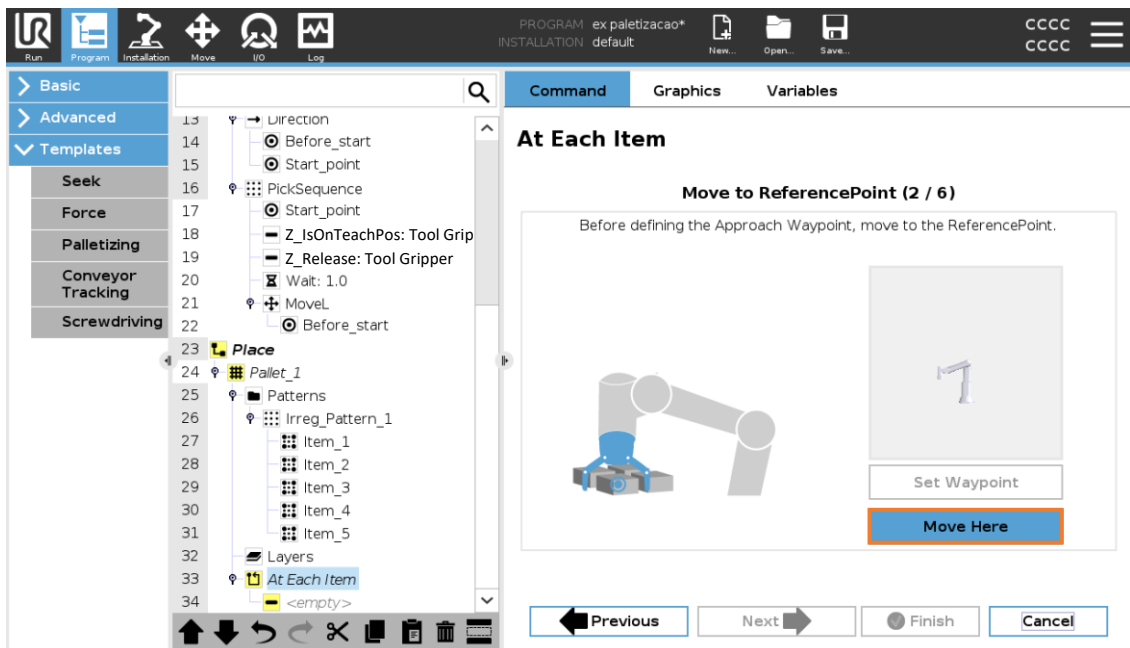 PROGRAM ex paletizacao*
INSTALLATION default
Run
Program
Installation
Move
I/O
Log
New...
Open...
Save...
CCCC
CCCC
Basic
Advanced
Templates
Seek
Force
Palletizing
Conveyor
Tracking
Screwdriving
13 Direction
14 Before_start
15 Start_point
16 PickSequence
17 Start_point
18 Z_IsOnTeachPos: Tool Grip
19 Z_Release: Tool Gripper
20 Wait: 1.0
21 MoveL
22 Before_start
23 Place
24 Pallet_1
25 Patterns
26 Irreg_Pattern_1
27 Item_1
28 Item_2
29 Item_3
30 Item_4
31 Item_5
32 Layers
33 At Each Item
34 <empty>
Command
Graphics
Variables
At Each Item
Move to ReferencePoint (2 / 6)
Before defining the Approach Waypoint, move to the ReferencePoint.
Set Waypoint
Move Here
Previous
Next
Finish
Cancel